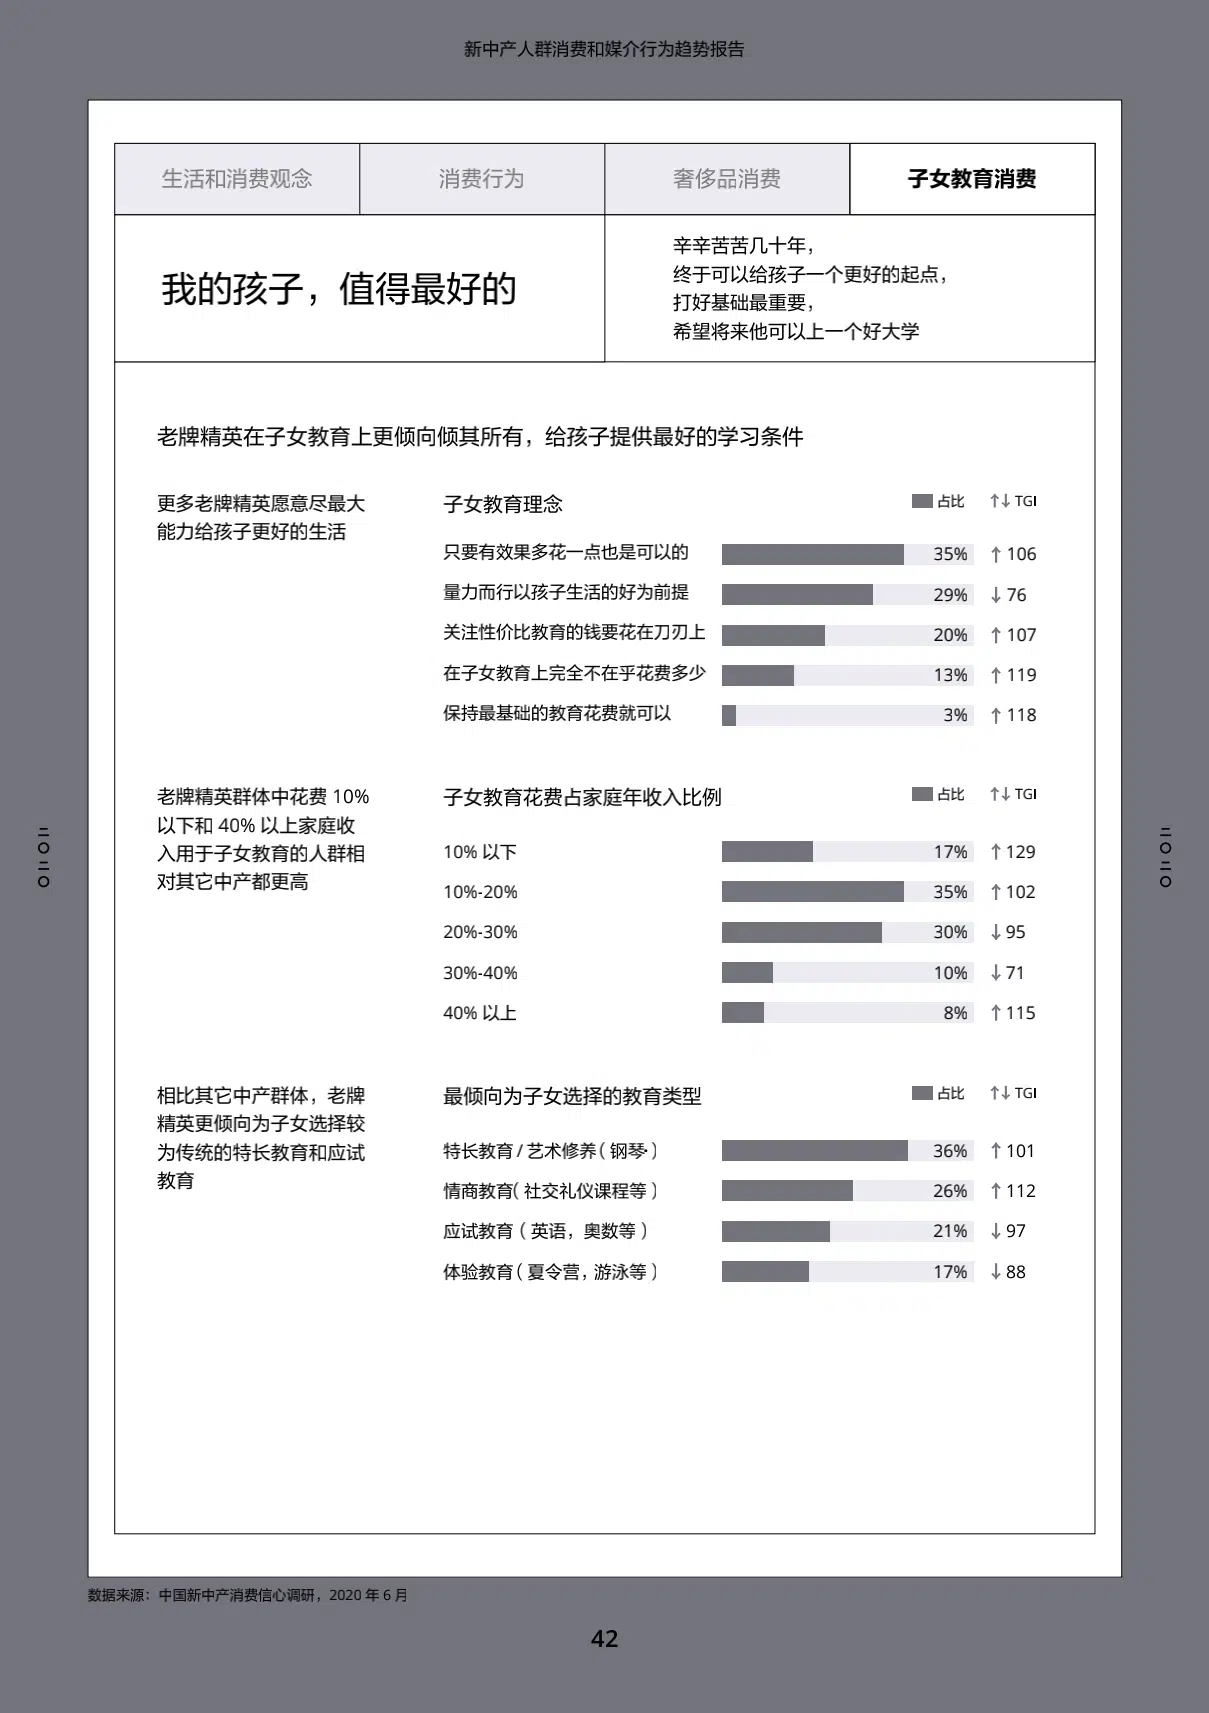 新中产人群消费和媒介行为趋势报告
生活和消费观念
消费行为
奢侈品消费
子女教育消费
我的孩子，值得最好的
辛辛苦苦几十年，
终于可以给孩子一个更好的起点，
打好基础最重要，
希望将来他可以上一个好大学
老牌精英在子女教育上更倾向倾其所有，给孩子提供最好的学习条件
更多老牌精英愿意尽最大
能力给孩子更好的生活
子女教育理念 占比 ↑↓ TGI
只要有效果多花一点也是可以的 35% ↑ 106
量力而行以孩子生活的好为前提 29% ↓ 76
关注性价比教育的钱要花在刀刃上 20% ↑ 107
在子女教育上完全不在乎花费多少 13% ↑ 119
保持最基础的教育花费就可以 3% ↑ 118
老牌精英群体中花费 10%
以下和 40% 以上家庭收
入用于子女教育的人群相
对其它中产都更高
子女教育花费占家庭年收入比例 占比 ↑↓ TGI
10% 以下 17% ↑ 129
10%-20% 35% ↑ 102
20%-30% 30% ↓ 95
30%-40% 10% ↓ 71
40% 以上 8% ↑ 115
相比其它中产群体，老牌
精英更倾向为子女选择较
为传统的特长教育和应试
教育
最倾向为子女选择的教育类型 占比 ↑↓ TGI
特长教育 / 艺术修养（钢琴·） 36% ↑ 101
情商教育（社交礼仪课程等） 26% ↑ 112
应试教育（英语，奥数等） 21% ↓ 97
体验教育（夏令营，游泳等） 17% ↓ 88
二〇二〇
二〇二〇
数据来源：中国新中产消费信心调研，2020 年 6 月
42